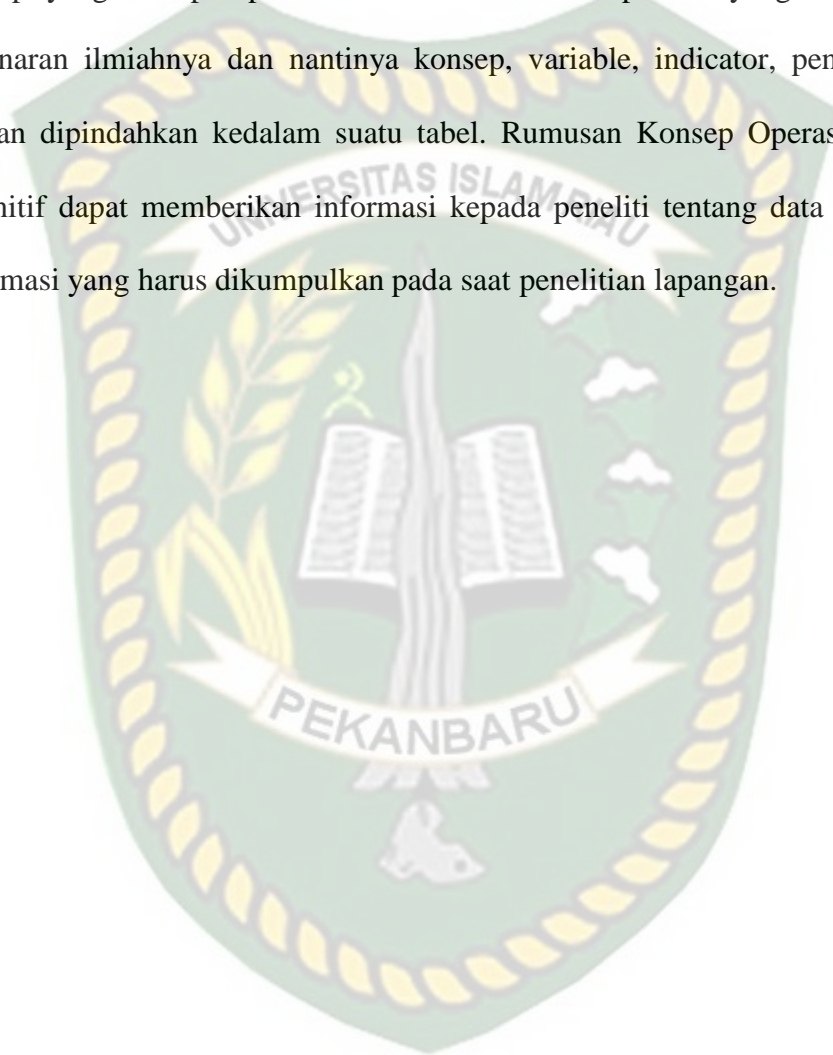 naran ilmiahnya dan nantinya konsep, variable, indicator, pen
an dipindahkan kedalam suatu tabel. Rumusan Konsep Operas
nitif dapat memberikan informasi kepada peneliti tentang data
masi yang harus dikumpulkan pada saat penelitian lapangan.
UNIVERSITAS ISLAM RIAU
PEKANBARU